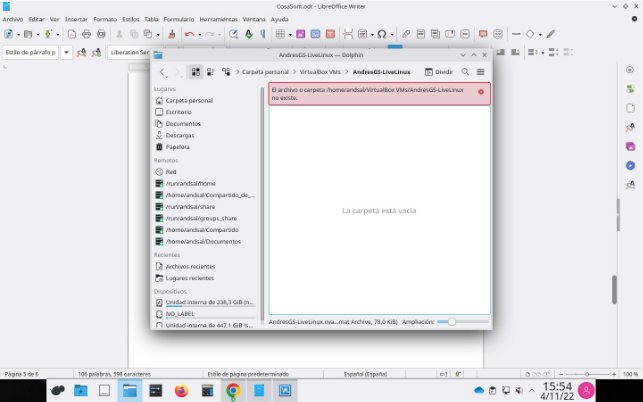 CosaSom.odt - LibreOffice Writer
Archivo Editar Ver Insertar Formato Estilos Tabla Formulario Herramientas Ventana Ayuda
Estilo de párrafo p
Liberation Ser
AndresGS-LiveLinux — Dolphin
Carpeta personal > VirtualBox VMs > AndresGS-LiveLinux
Dividir
Lugares
Carpeta personal
Escritorio
Documentos
Descargas
Papelera
Remotos
Red
/run/andsal/home
/home/andsal/Compartido_de_...
/run/andsal/share
/run/andsal/groups_share
/home/andsal/Compartido
/home/andsal/Documentos
Recientes
Archivos recientes
Lugares recientes
Dispositivos
Unidad interna de 238,3 GiB (n...
NO_LABEL
Unidad interna de 447,1 GiB (s...
El archivo o carpeta /home/andsal/VirtualBox VMs/AndresGS-LiveLinux
no existe.
La carpeta está vacía
AndresGS-LiveLinux.ova...mat Archive, 78,0 KiB)
Ampliación:
Página 5 de 6
106 palabras, 598 caracteres
Estilo de página predeterminado
Español (España)
100 %
15:54
4/11/22